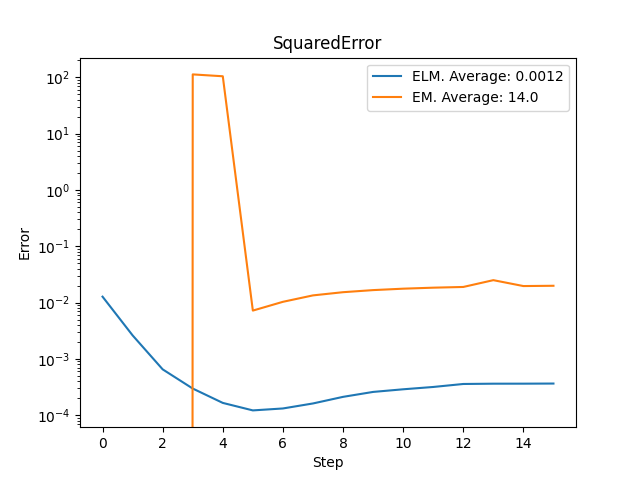 SquaredError
ELM. Average: 0.0012
EM. Average: 14.0
Error
10²
10¹
10⁰
10⁻¹
10⁻²
10⁻³
10⁻⁴
0 2 4 6 8 10 12 14
Step